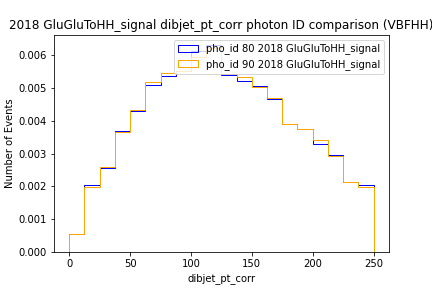 2018 GluGluToHH_signal dibjet_pt_corr photon ID comparison (VBFHH)
pho_id 80 2018 GluGluToHH_signal
pho_id 90 2018 GluGluToHH_signal
Number of Events
0.006
0.005
0.004
0.003
0.002
0.001
0.000
0 50 100 150 200 250
dibjet_pt_corr